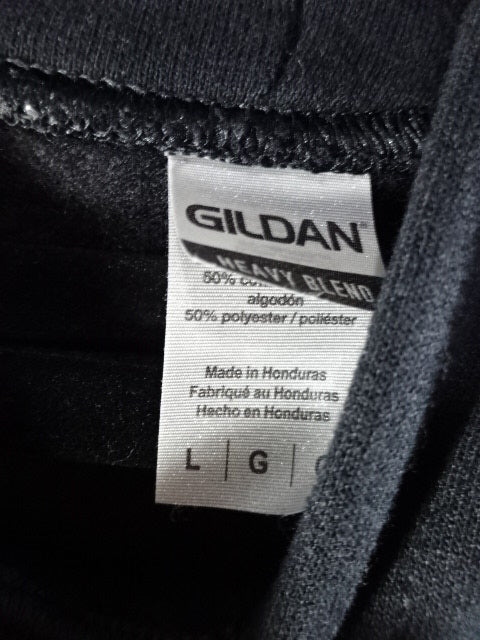 GILDAN
HEAVY BLEND
50%
algodón
50% polyester / poliéster
Made in Honduras
Fabriqué au Honduras
Hecho en Honduras
L | G |